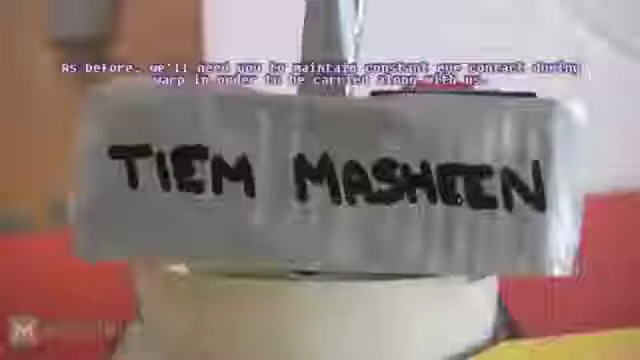 As before, we'll need you to maintain constant eye contact during
warp in order to be carried along with us.
TIEM MASHEEN
M